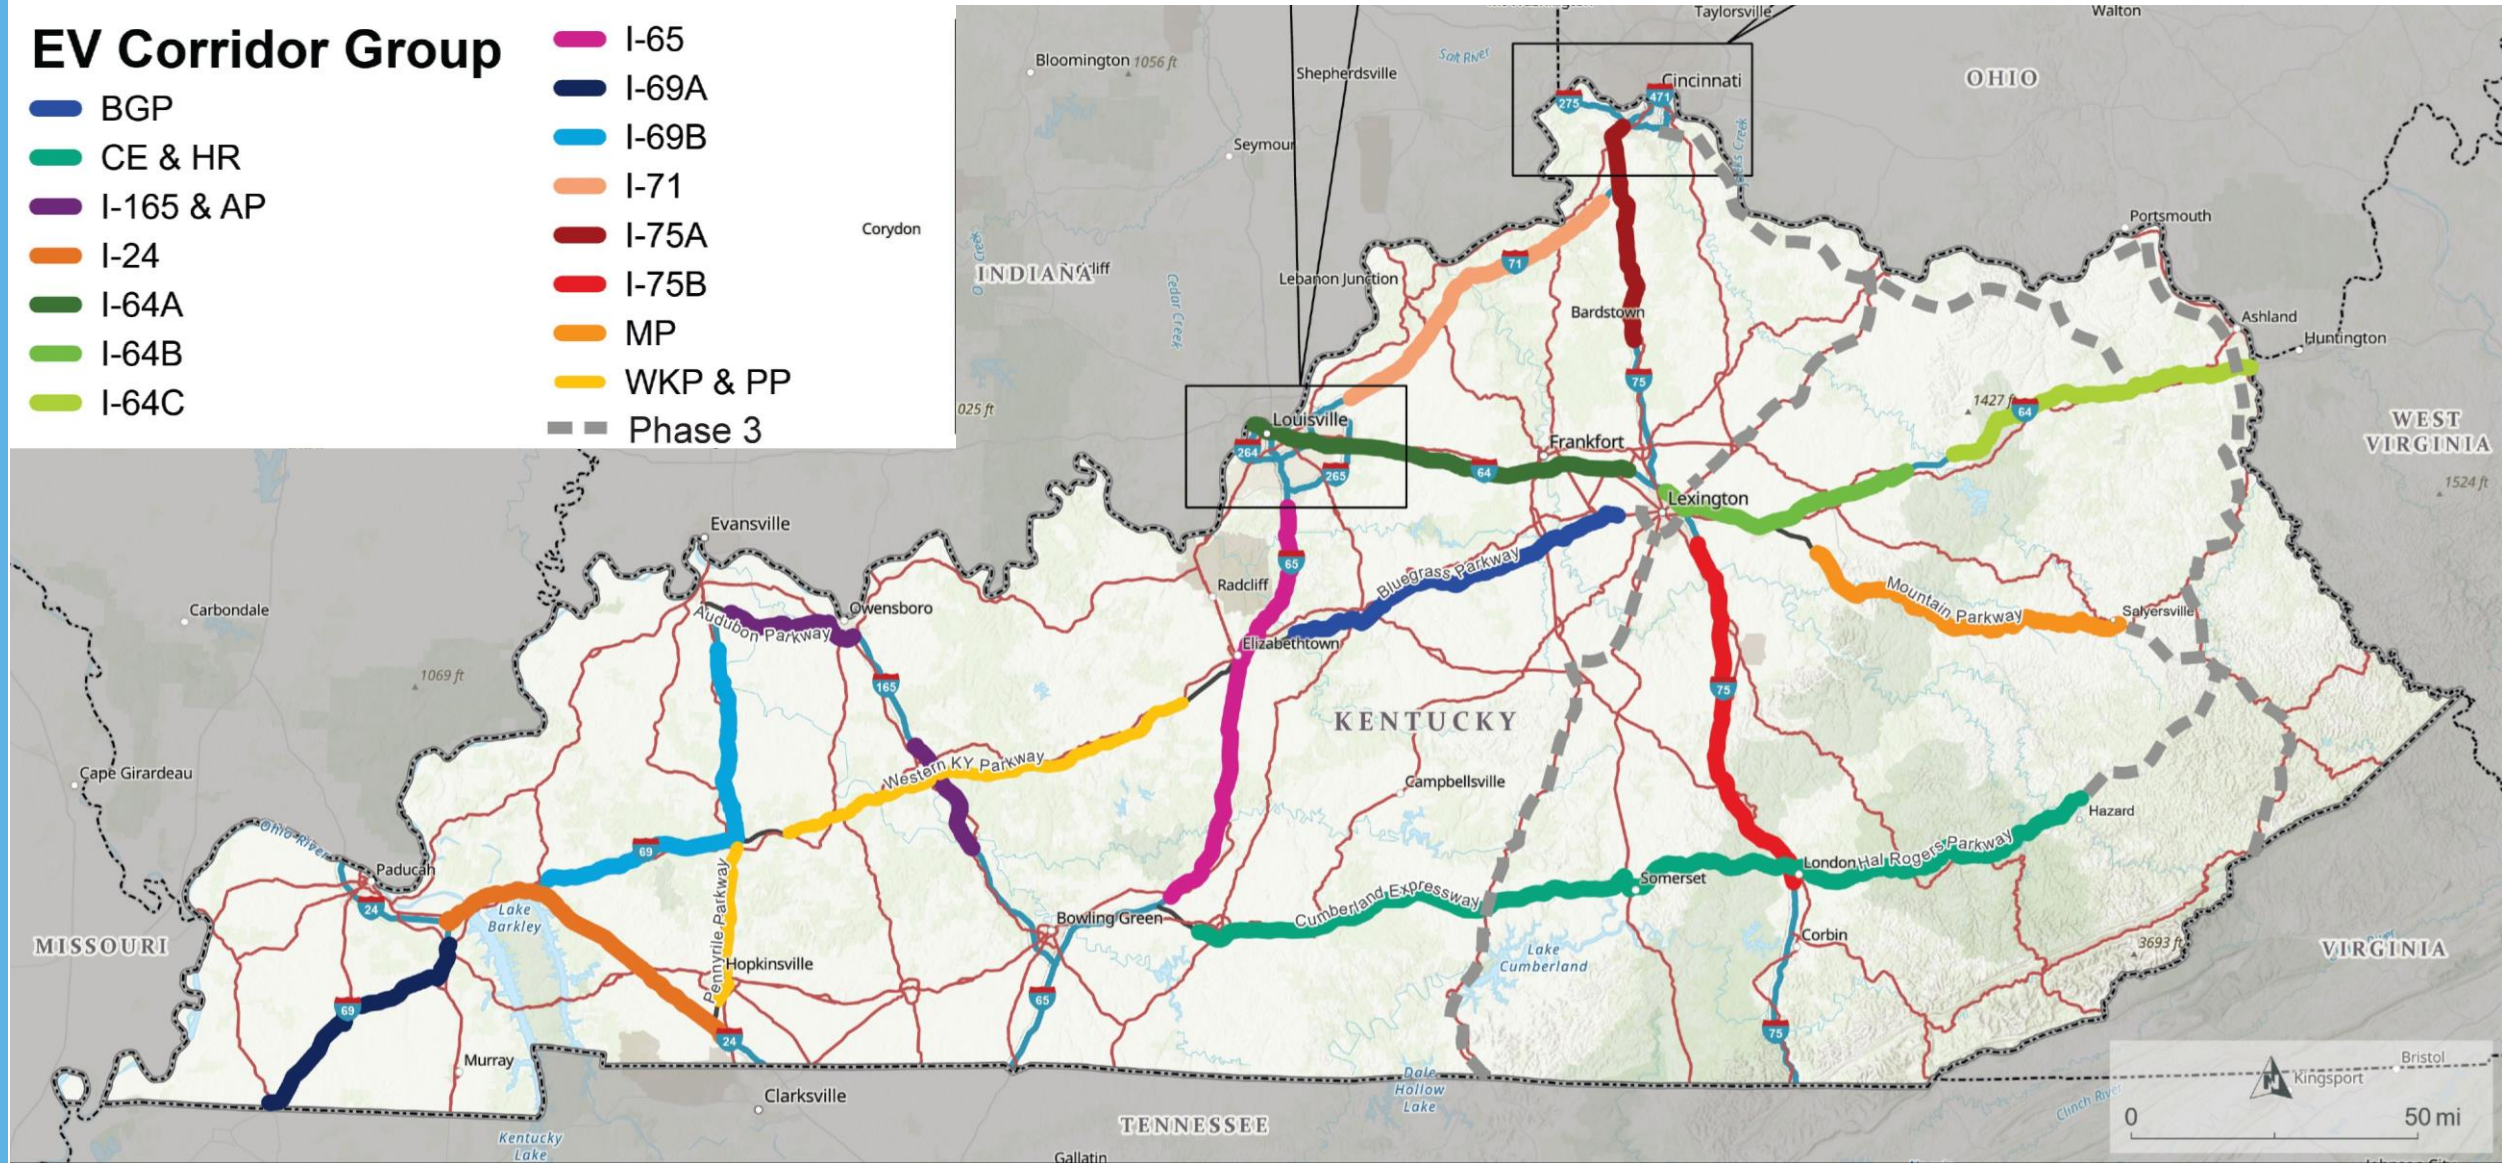 EV Corridor Group
BGP
CE & HR
I-165 & AP
I-24
I-64A
I-64B
I-64C
I-65
I-69A
I-69B
I-71
I-75A
I-75B
MP
WKP & PP
Phase 3
Taylorsville
Walton
Bloomington 1056 ft
Shepherdsville
Salt River
Cincinnati
OHIO
275
471
Seymour
Corydon
Portsmouth
INDIANA
Lebanon Junction
71
Cedar Creek
Bardstown
Ashland
Huntington
75
025 ft
1427 ft
64
Louisville
WEST
VIRGINIA
Frankfort
264
265
64
1524 ft
Lexington
Evansville
65
Bluegrass Parkway
Radcliff
Mountain Parkway
Carbondale
Owensboro
Salyersville
Audubon Parkway
Elizabethtown
1069 ft
165
75
KENTUCKY
Western KY Parkway
Cape Girardeau
Campbellsville
Hazard
Ohio River
69
Paducah
London
Hal Rogers Parkway
Somerset
Pennyrile Parkway
24
Lake
Barkley
Bowling Green
Cumberland Expressway
Corbin
MISSOURI
3693 ft
VIRGINIA
Hopkinsville
Lake
Cumberland
69
65
24
75
Murray
Dale
Hollow
Lake
Bristol
Kingsport
Clarksville
Clinch River
0
50 mi
TENNESSEE
Kentucky
Lake
Gallatin